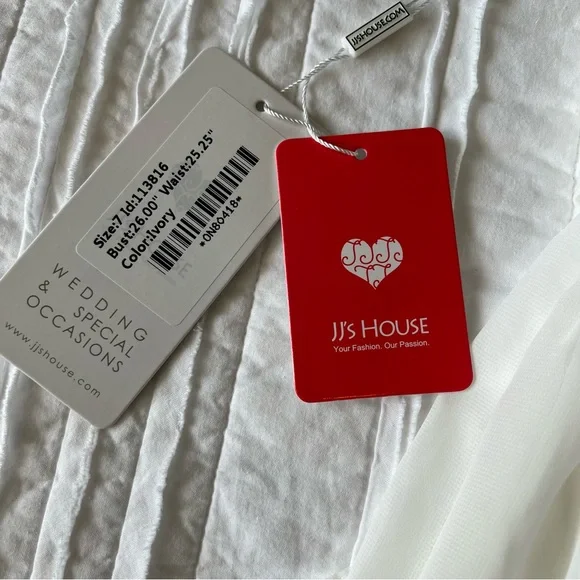 JJSHOUSE.COM
Size:7 Id:113816
Bust:26.00" Waist:25.25"
Color:Ivory
*ON80418*
WEDDING
& SPECIAL
OCCASIONS
www.jjshouse.com
JJ's HOUSE
Your Fashion. Our Passion.